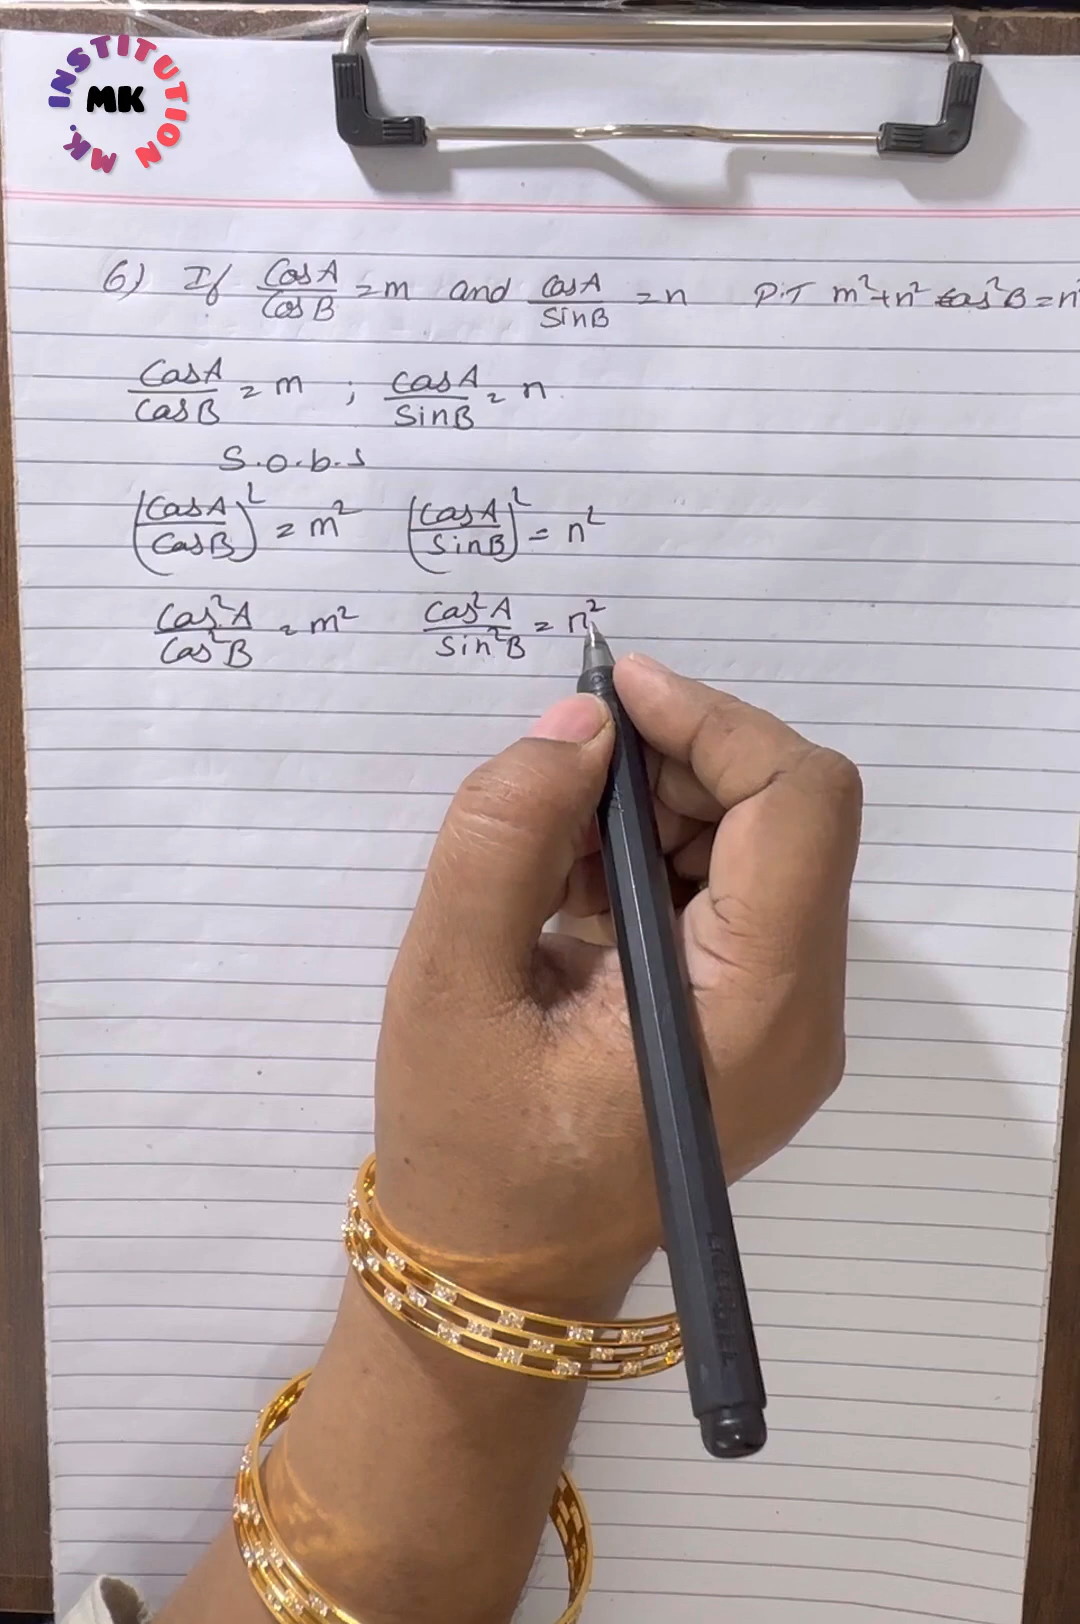 MK. INSTITUTION
MK
6) If CosA/CosB = m and cosA/SinB = n P.T m²+n² cos²B = n²
CosA/CosB = m ; CosA/SinB = n.
S.o.b.s
(CosA/CosB)² = m² (CosA/SinB)² = n²
Cos²A/Cos²B = m² Cos²A/Sin²B = n²